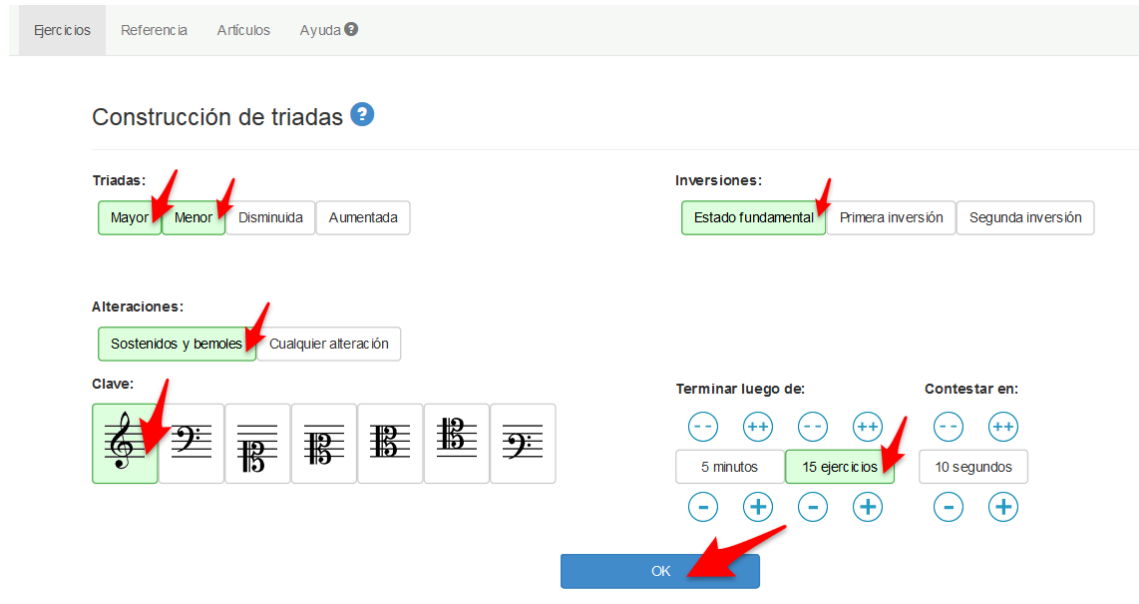 Ejercicios Referencia Artículos Ayuda ?
Construcción de triadas ?
Triadas:
Mayor Menor Disminuida Aumentada
Inversiones:
Estado fundamental Primera inversión Segunda inversión
Alteraciones:
Sostenidos y bemoles Cualquier alteración
Clave:
Terminar luego de:
-- ++ -- ++
5 minutos 15 ejercicios
- + - +
Contestar en:
-- ++
10 segundos
- +
OK